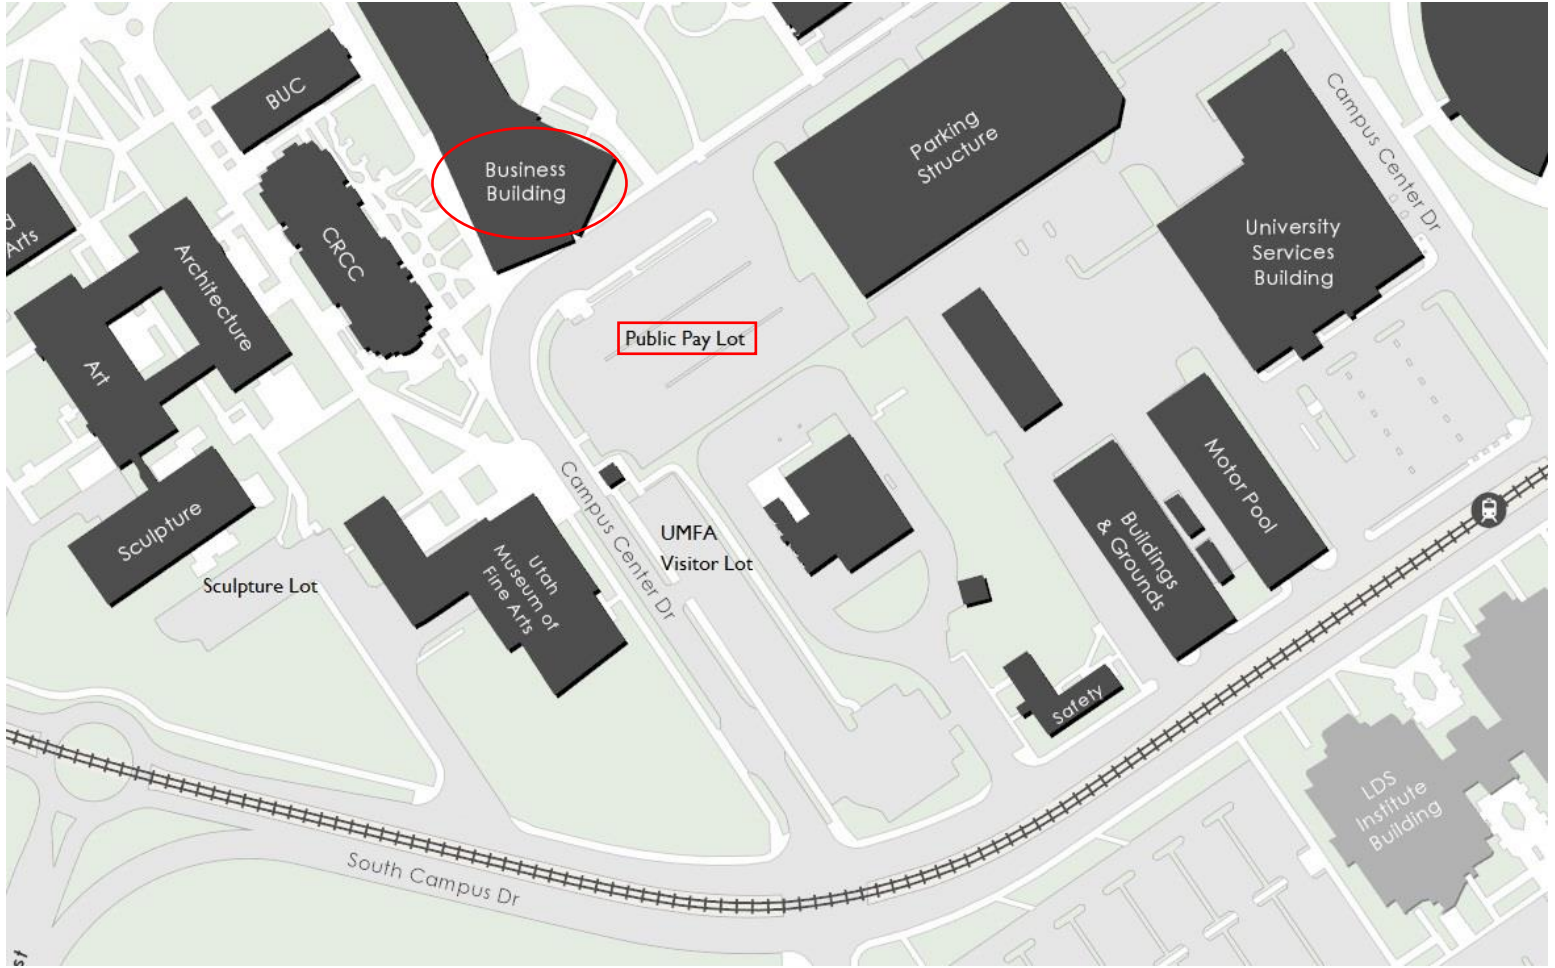 BUC
Business
Building
Parking
Structure
Campus Center Dr
University
Services
Building
Arts
Architecture
CRCC
Public Pay Lot
Art
Sculpture
Sculpture Lot
Utah
Museum of
Fine Arts
Campus Center Dr
UMFA
Visitor Lot
Buildings
& Grounds
Motor Pool
Safety
LDS
Institute
Building
South Campus Dr